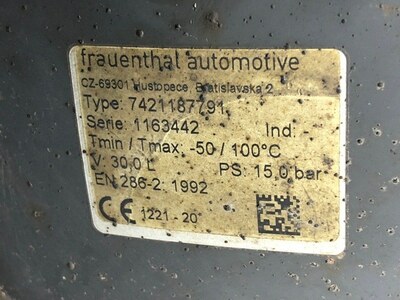 frauenthal automotive
CZ-69301 Hustopece, Bratislavska 2
Type: 7421187791
Serie: 1163442 Ind: -
Tmin / Tmax: -50 / 100°C
V: 30,0 L PS: 15,0 bar
EN 286-2: 1992
CE 1221 - 20